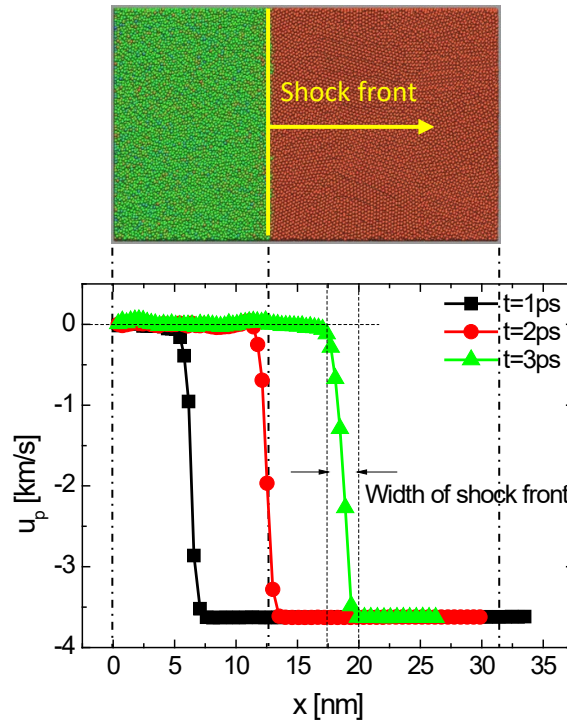 Shock front
0
-1
-2
-3
-4
u_p [km/s]
t=1ps
t=2ps
t=3ps
Width of shock front
0 5 10 15 20 25 30 35
x [nm]